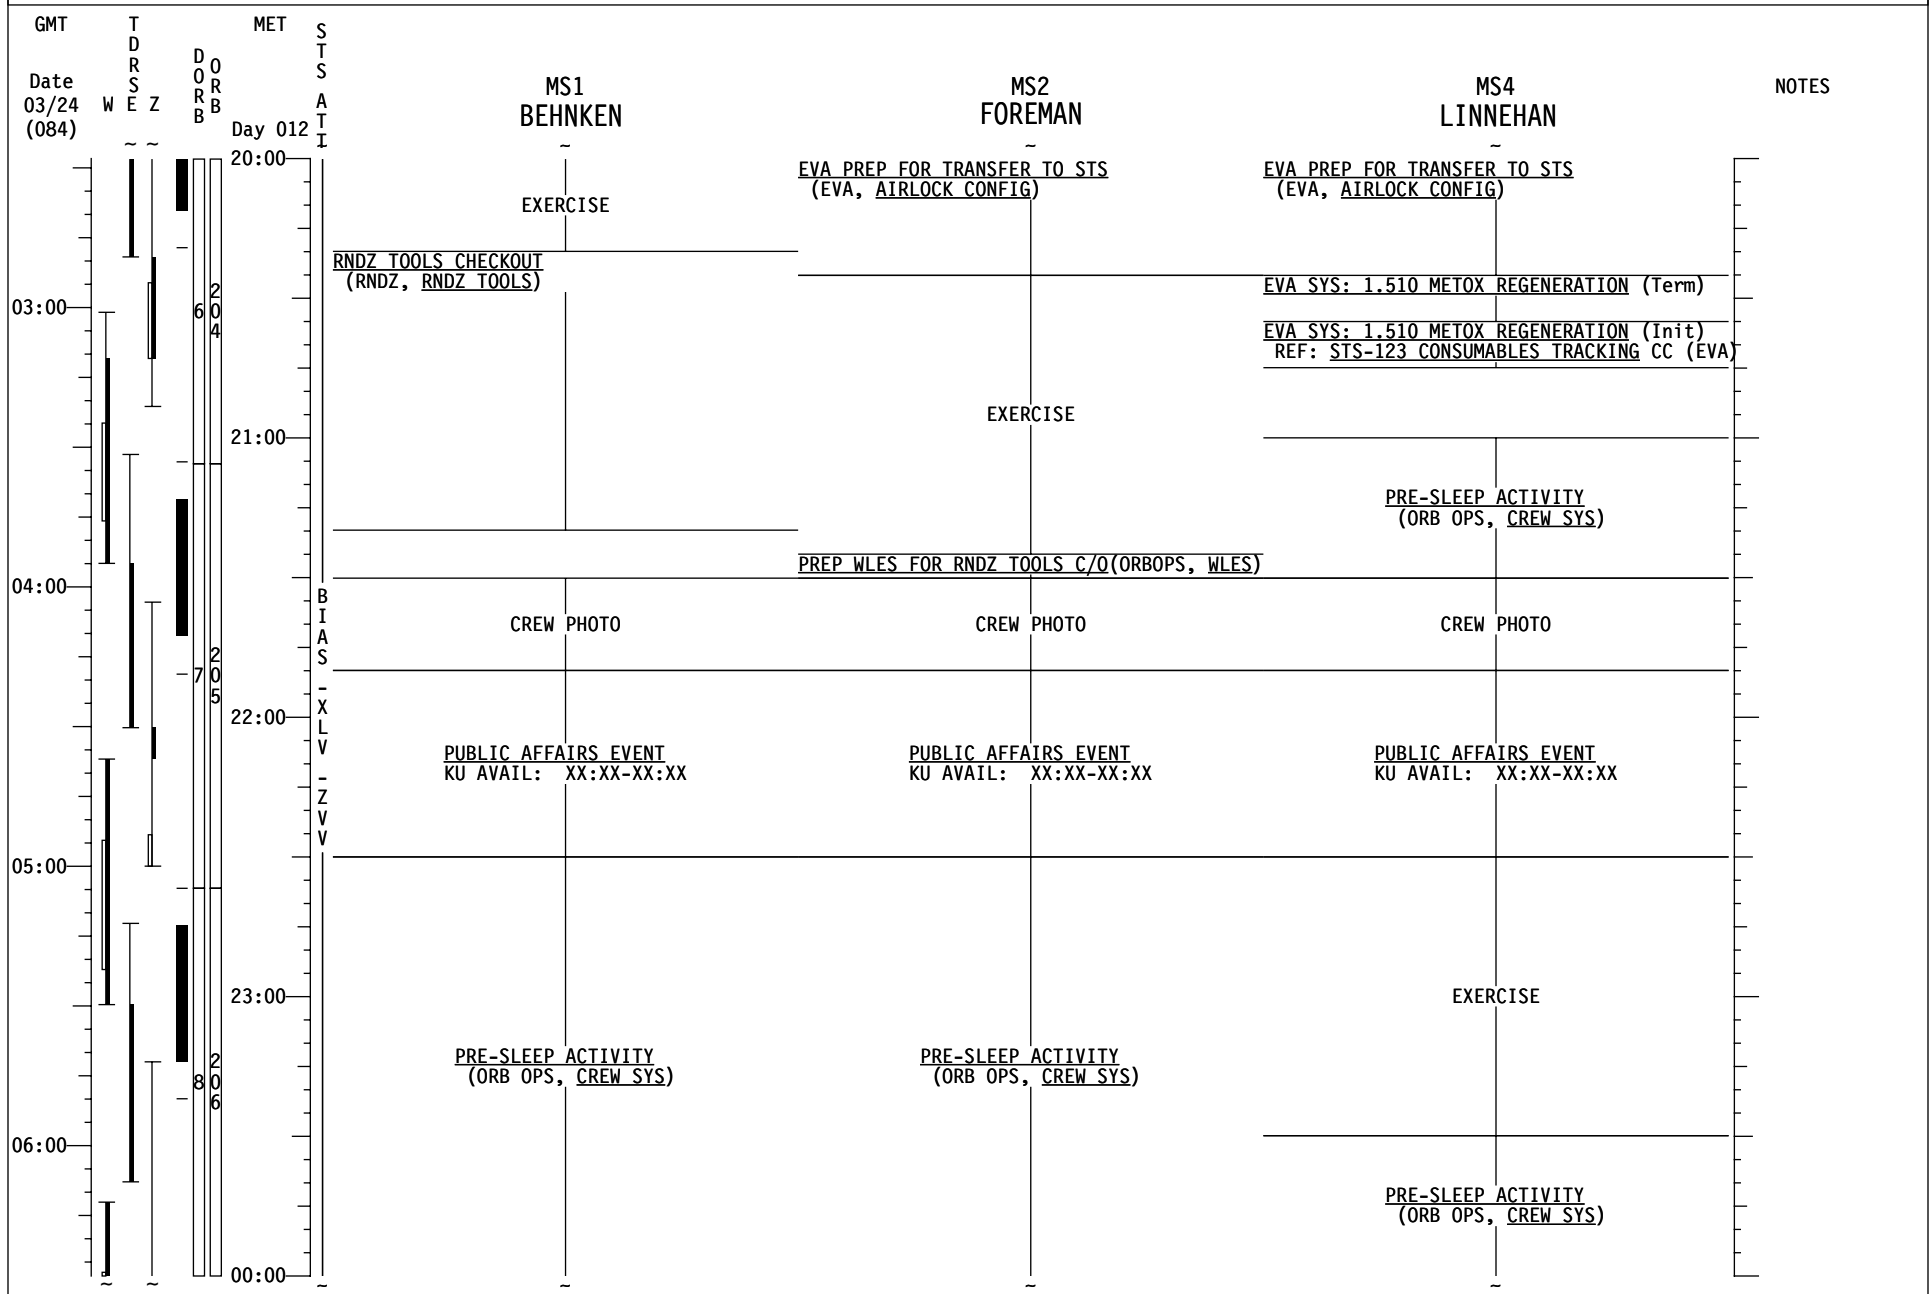 GMT
TDRS
MET
STS ATT
DORB
ORB
Date
03/24
(084)
W E Z
Day 012
MS1
BEHNKEN
MS2
FOREMAN
MS4
LINNEHAN
NOTES
~ ~ ~ ~ ~
20:00
EXERCISE
EVA PREP FOR TRANSFER TO STS
(EVA, AIRLOCK CONFIG)
EVA PREP FOR TRANSFER TO STS
(EVA, AIRLOCK CONFIG)
RNDZ TOOLS CHECKOUT
(RNDZ, RNDZ TOOLS)
EVA SYS: 1.510 METOX REGENERATION (Term)
03:00
6
204
EVA SYS: 1.510 METOX REGENERATION (Init)
REF: STS-123 CONSUMABLES TRACKING CC (EVA)
EXERCISE
21:00
PRE-SLEEP ACTIVITY
(ORB OPS, CREW SYS)
PREP WLES FOR RNDZ TOOLS C/O(ORBOPS, WLES)
04:00
BIAS -XLV -ZVV
CREW PHOTO
CREW PHOTO
CREW PHOTO
7
205
22:00
PUBLIC AFFAIRS EVENT
KU AVAIL: XX:XX-XX:XX
PUBLIC AFFAIRS EVENT
KU AVAIL: XX:XX-XX:XX
PUBLIC AFFAIRS EVENT
KU AVAIL: XX:XX-XX:XX
05:00
23:00
EXERCISE
8
206
PRE-SLEEP ACTIVITY
(ORB OPS, CREW SYS)
PRE-SLEEP ACTIVITY
(ORB OPS, CREW SYS)
06:00
PRE-SLEEP ACTIVITY
(ORB OPS, CREW SYS)
00:00
~ ~ ~ ~ ~ ~